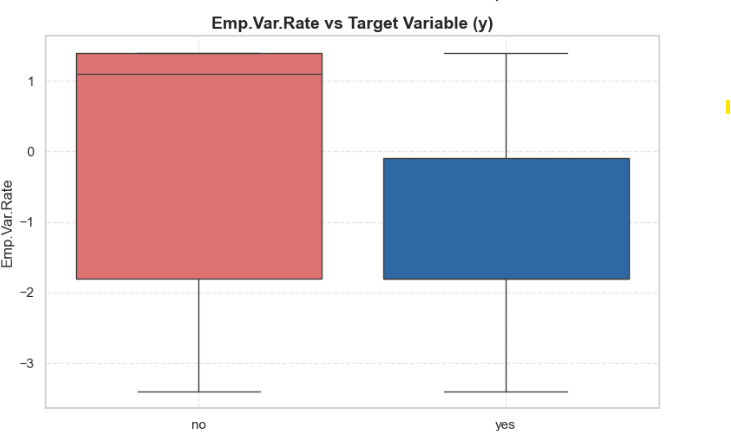 Emp.Var.Rate vs Target Variable (y)
Emp.Var.Rate
1
0
−1
−2
−3
no
yes